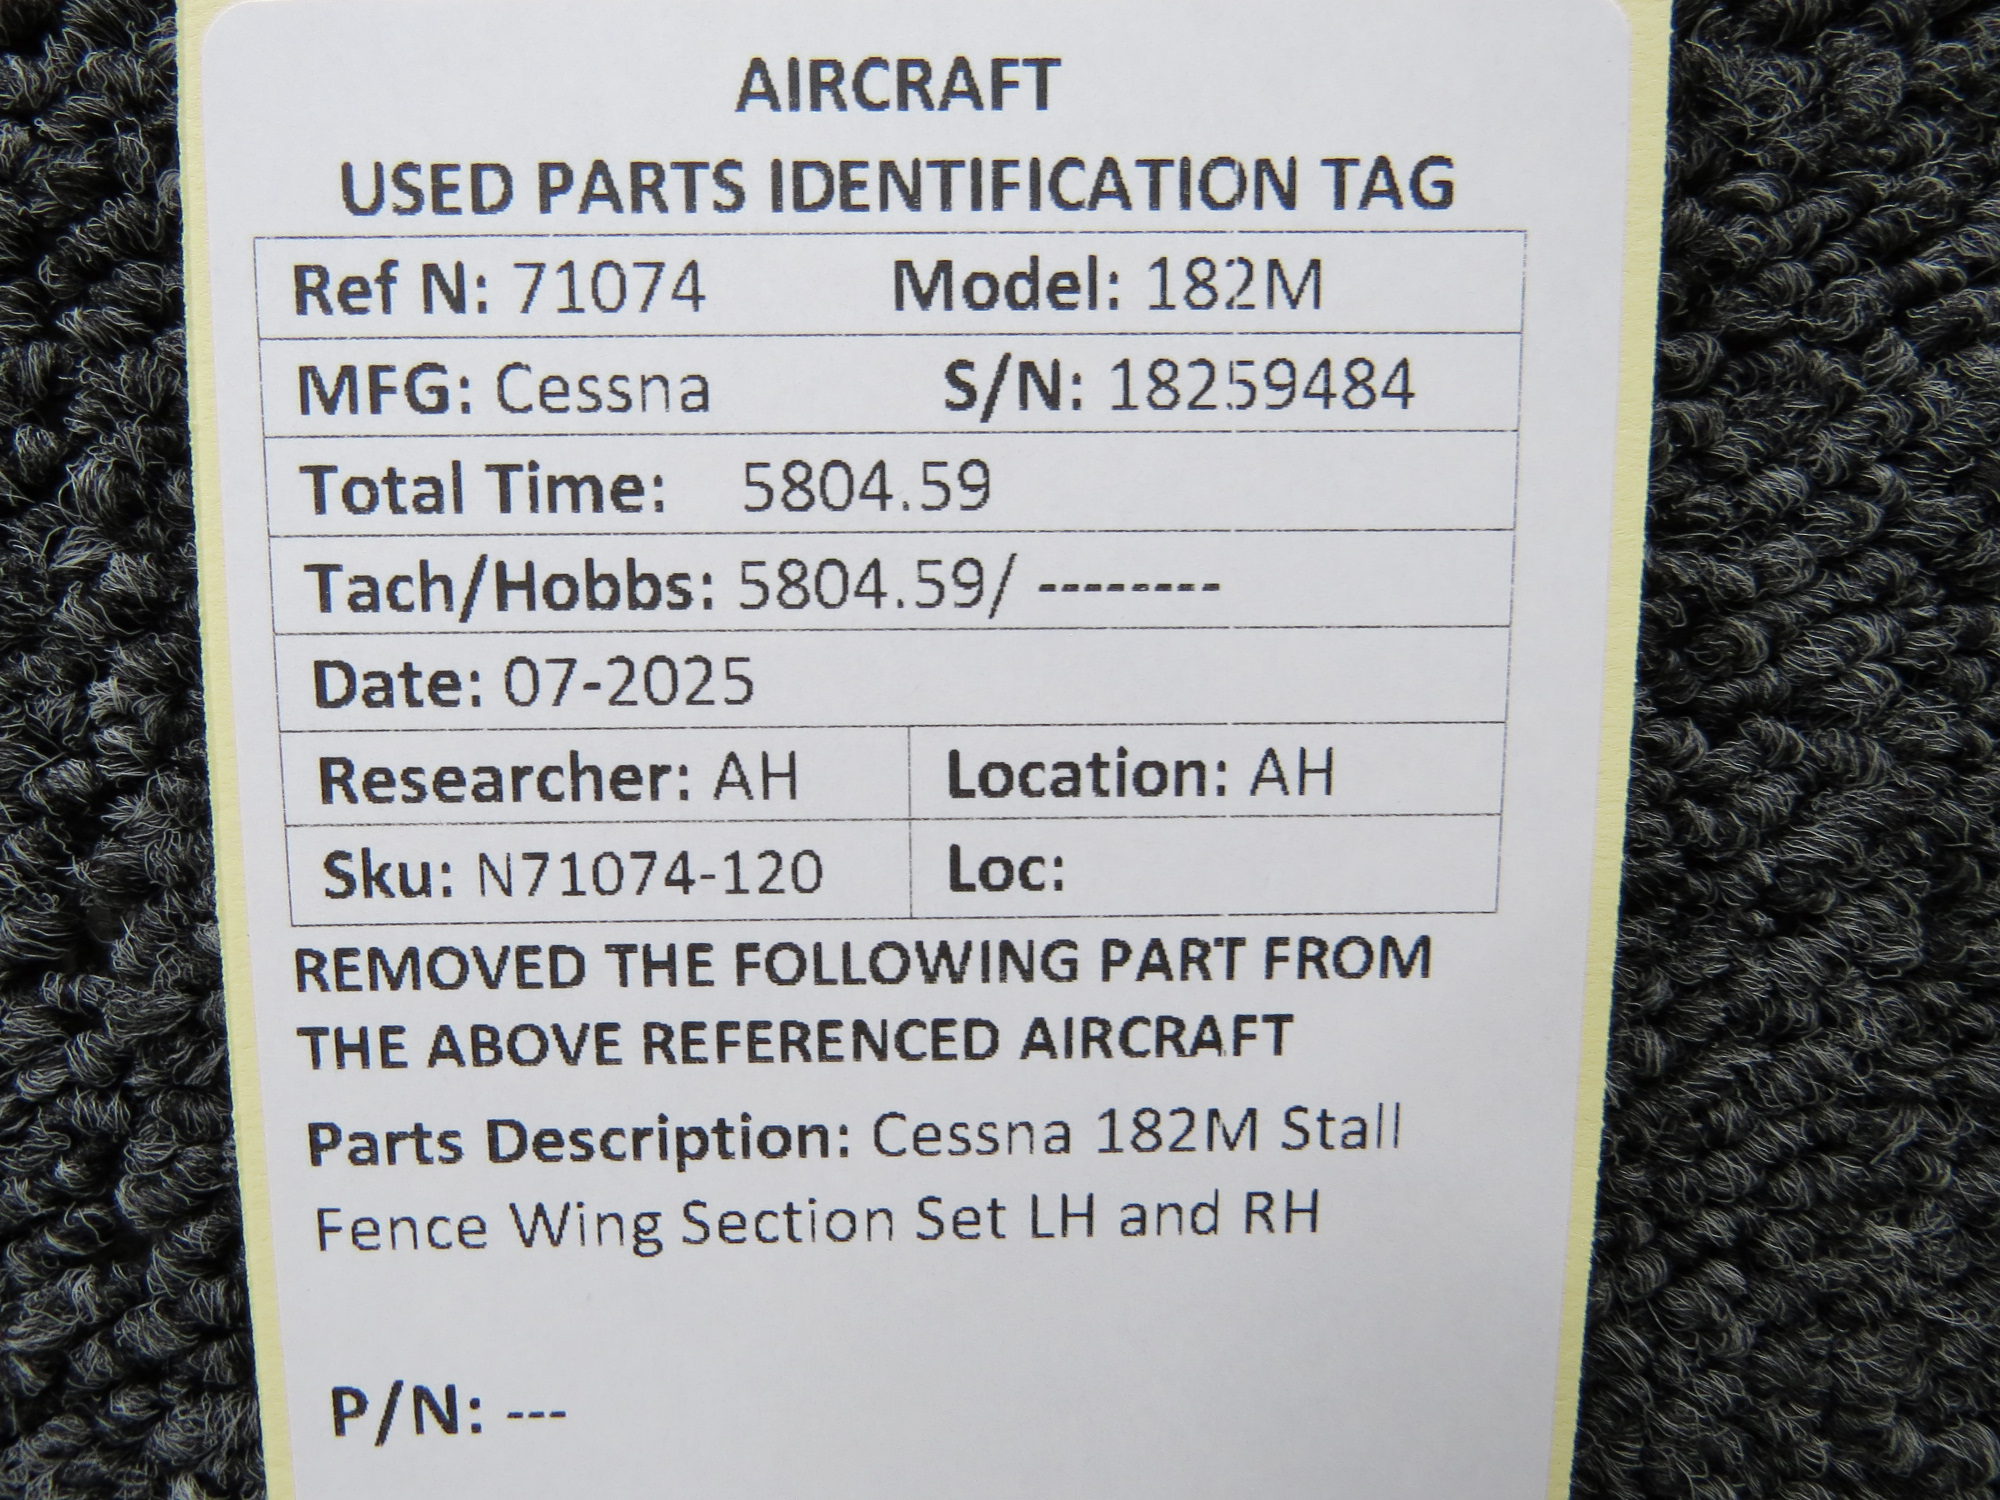 AIRCRAFT
USED PARTS IDENTIFICATION TAG
Ref N: 71074 Model: 182M
MFG: Cessna S/N: 18259484
Total Time: 5804.59
Tach/Hobbs: 5804.59/ --------
Date: 07-2025
Researcher: AH Location: AH
Sku: N71074-120 Loc:
REMOVED THE FOLLOWING PART FROM
THE ABOVE REFERENCED AIRCRAFT
Parts Description: Cessna 182M Stall
Fence Wing Section Set LH and RH
P/N: ---